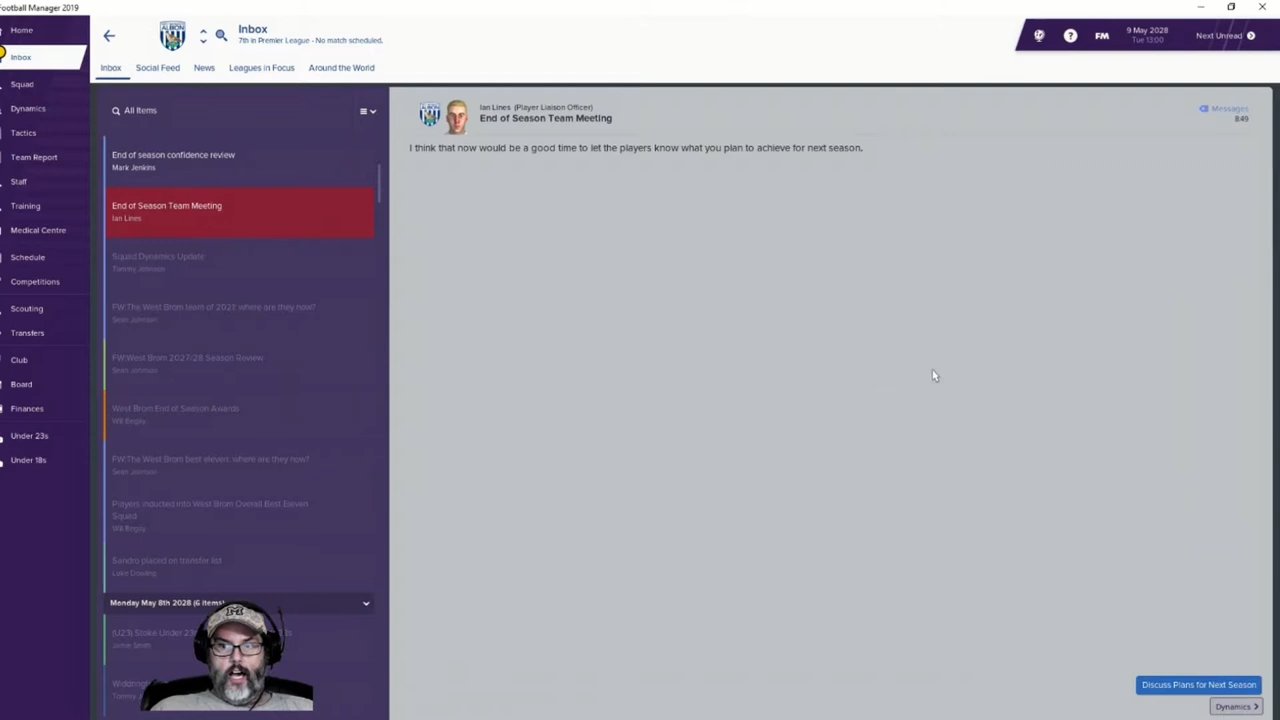 Football Manager 2019
Home
Inbox
Squad
Dynamics
Tactics
Team Report
Staff
Training
Medical Centre
Schedule
Competitions
Scouting
Transfers
Club
Board
Finances
Under 23s
Under 18s
Inbox
7th in Premier League - No match scheduled.
FM
9 May 2028
Tue 13:00
Next Unread
Inbox
Social Feed
News
Leagues in Focus
Around the World
All Items
End of season confidence review
Mark Jenkins
End of Season Team Meeting
Ian Lines
Squad Dynamics Update
Tommy Johnson
FW:The West Brom team of 2021: where are they now?
Sean Johnson
FW:West Brom 2027/28 Season Review
Sean Johnson
West Brom End of Season Awards
Will Begsy
FW:The West Brom best eleven: where are they now?
Sean Johnson
Players inducted into West Brom Overall Best Eleven
Squad
Will Begsy
Sandro placed on transfer list
Luke Dowling
Monday May 8th 2028 (6 items)
(U23) Stoke Under 23
Jamie Smith
Tommy
Ian Lines (Player Liaison Officer)
End of Season Team Meeting
Messages
8:49
I think that now would be a good time to let the players know what you plan to achieve for next season.
Discuss Plans for Next Season
Dynamics